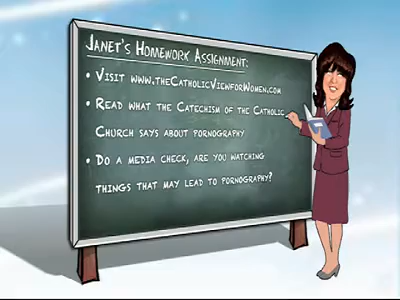 Janet's Homework Assignment:
• Visit www.theCatholicViewforWomen.com
• Read what the Catechism of the Catholic
Church says about pornography
• Do a media check, are you watching
things that may lead to pornography?